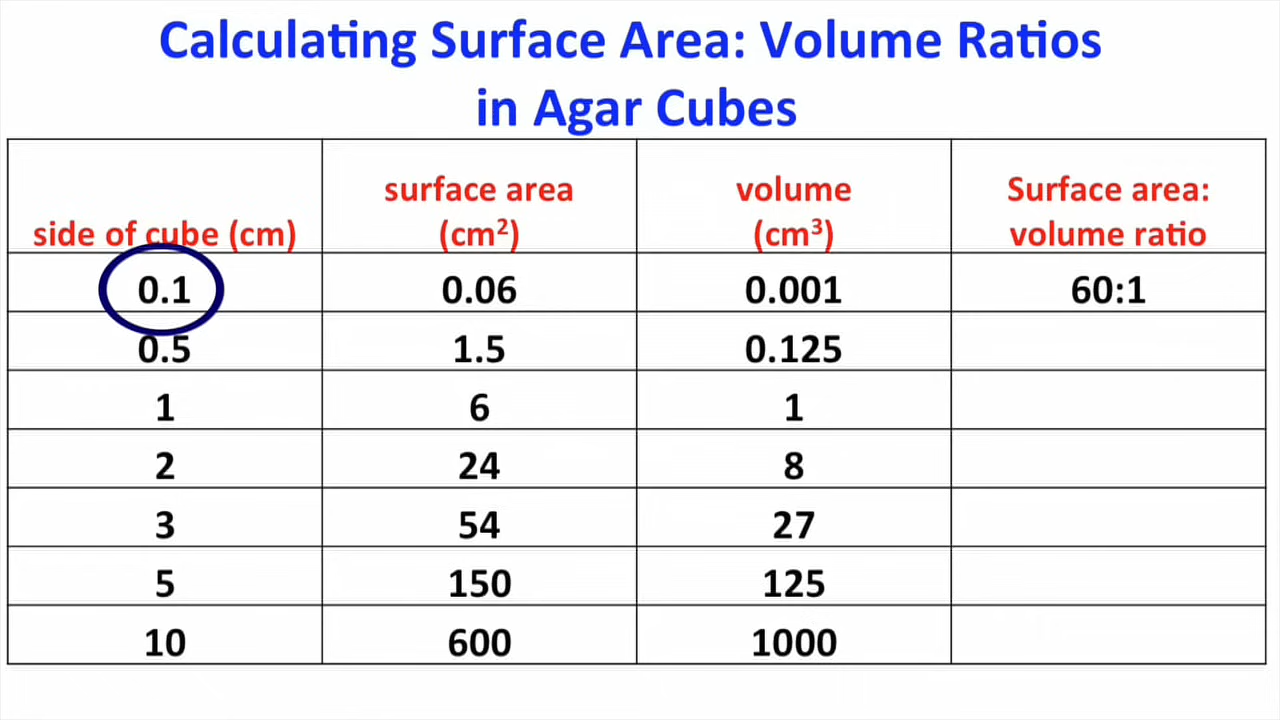 Calculating Surface Area: Volume Ratios
in Agar Cubes
side of cube (cm)
surface area
(cm²)
volume
(cm³)
Surface area:
volume ratio
0.1 0.06 0.001 60:1
0.5 1.5 0.125
1 6 1
2 24 8
3 54 27
5 150 125
10 600 1000